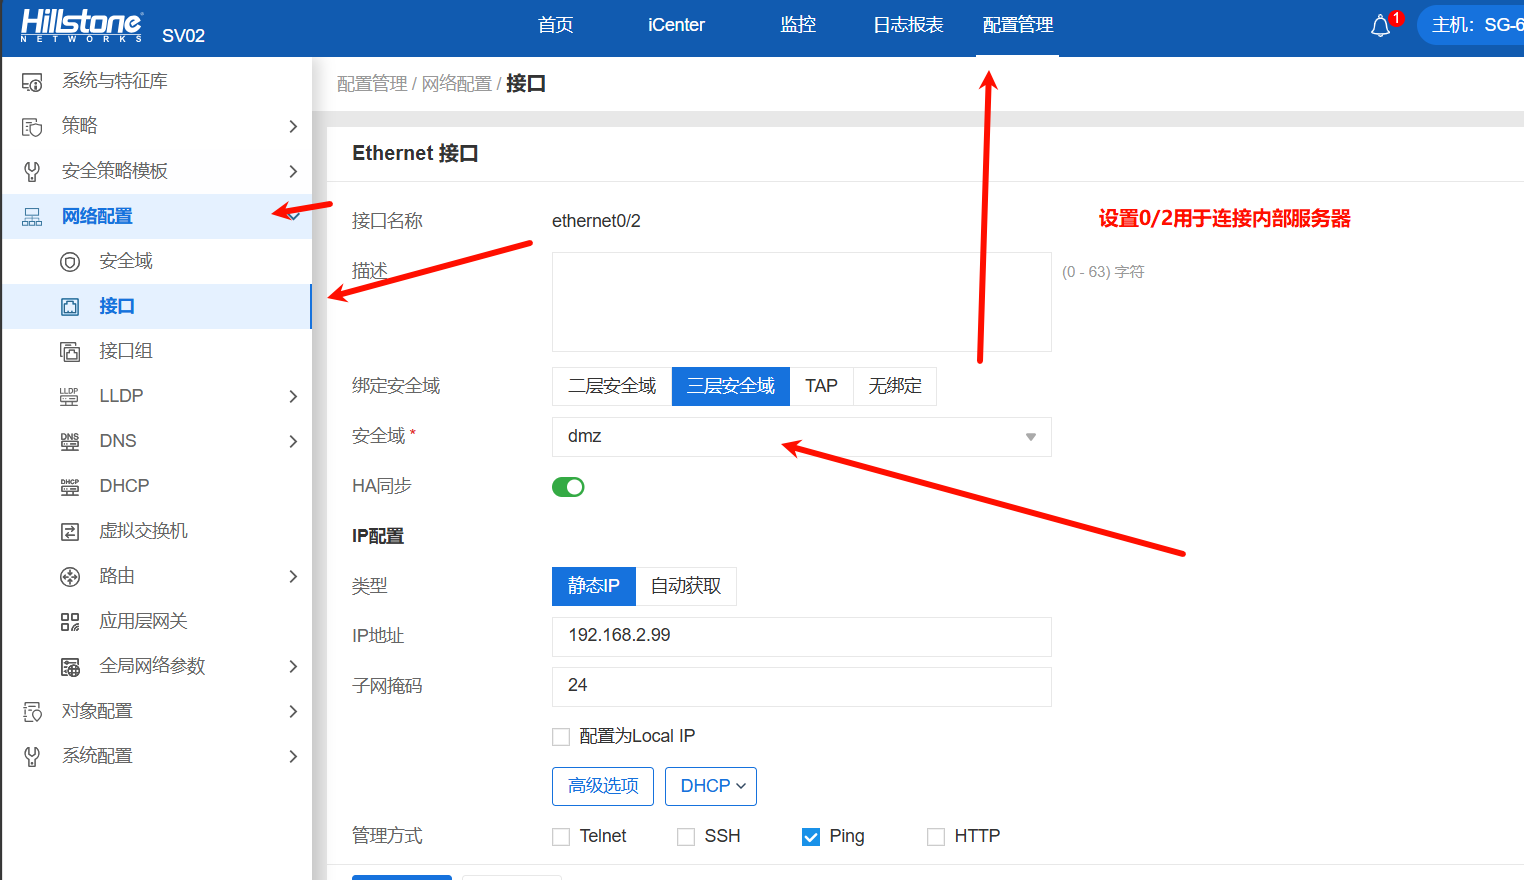 Hillstone
NETWORKS
SV02
首页
iCenter
监控
日志报表
配置管理
1
主机：SG-6
系统与特征库
策略
安全策略模板
网络配置
安全域
接口
接口组
LLDP
LLDP
DNS
DNS
DHCP
DHCP
虚拟交换机
路由
应用层网关
全局网络参数
对象配置
系统配置
配置管理 / 网络配置 / 接口
Ethernet 接口
接口名称 ethernet0/2
设置0/2用于连接内部服务器
描述
(0 - 63) 字符
绑定安全域 二层安全域 三层安全域 TAP 无绑定
安全域 * dmz
HA同步
IP配置
类型 静态IP 自动获取
IP地址 192.168.2.99
子网掩码 24
配置为Local IP
高级选项 DHCP
管理方式 Telnet SSH Ping HTTP